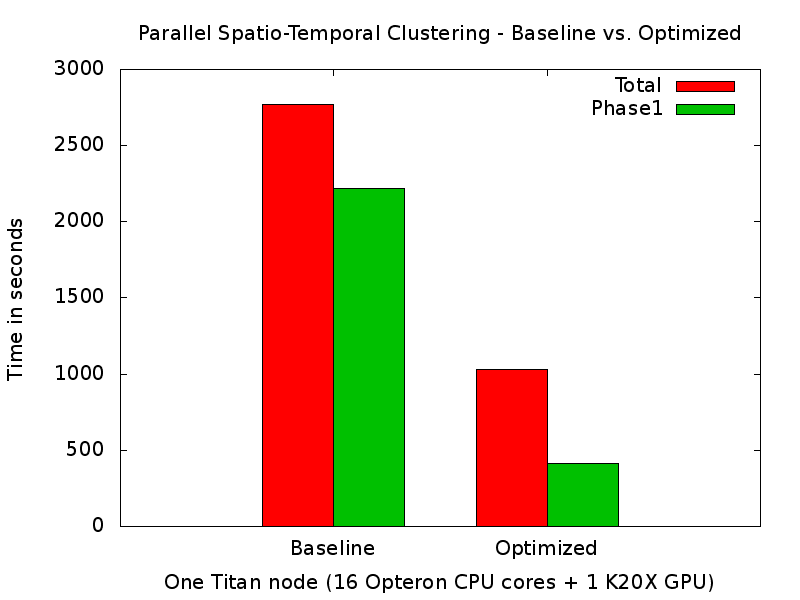 Parallel Spatio-Temporal Clustering - Baseline vs. Optimized
3000
2500
2000
1500
1000
500
0
Total
Phase1
Time in seconds
Baseline
Optimized
One Titan node (16 Opteron CPU cores + 1 K20X GPU)